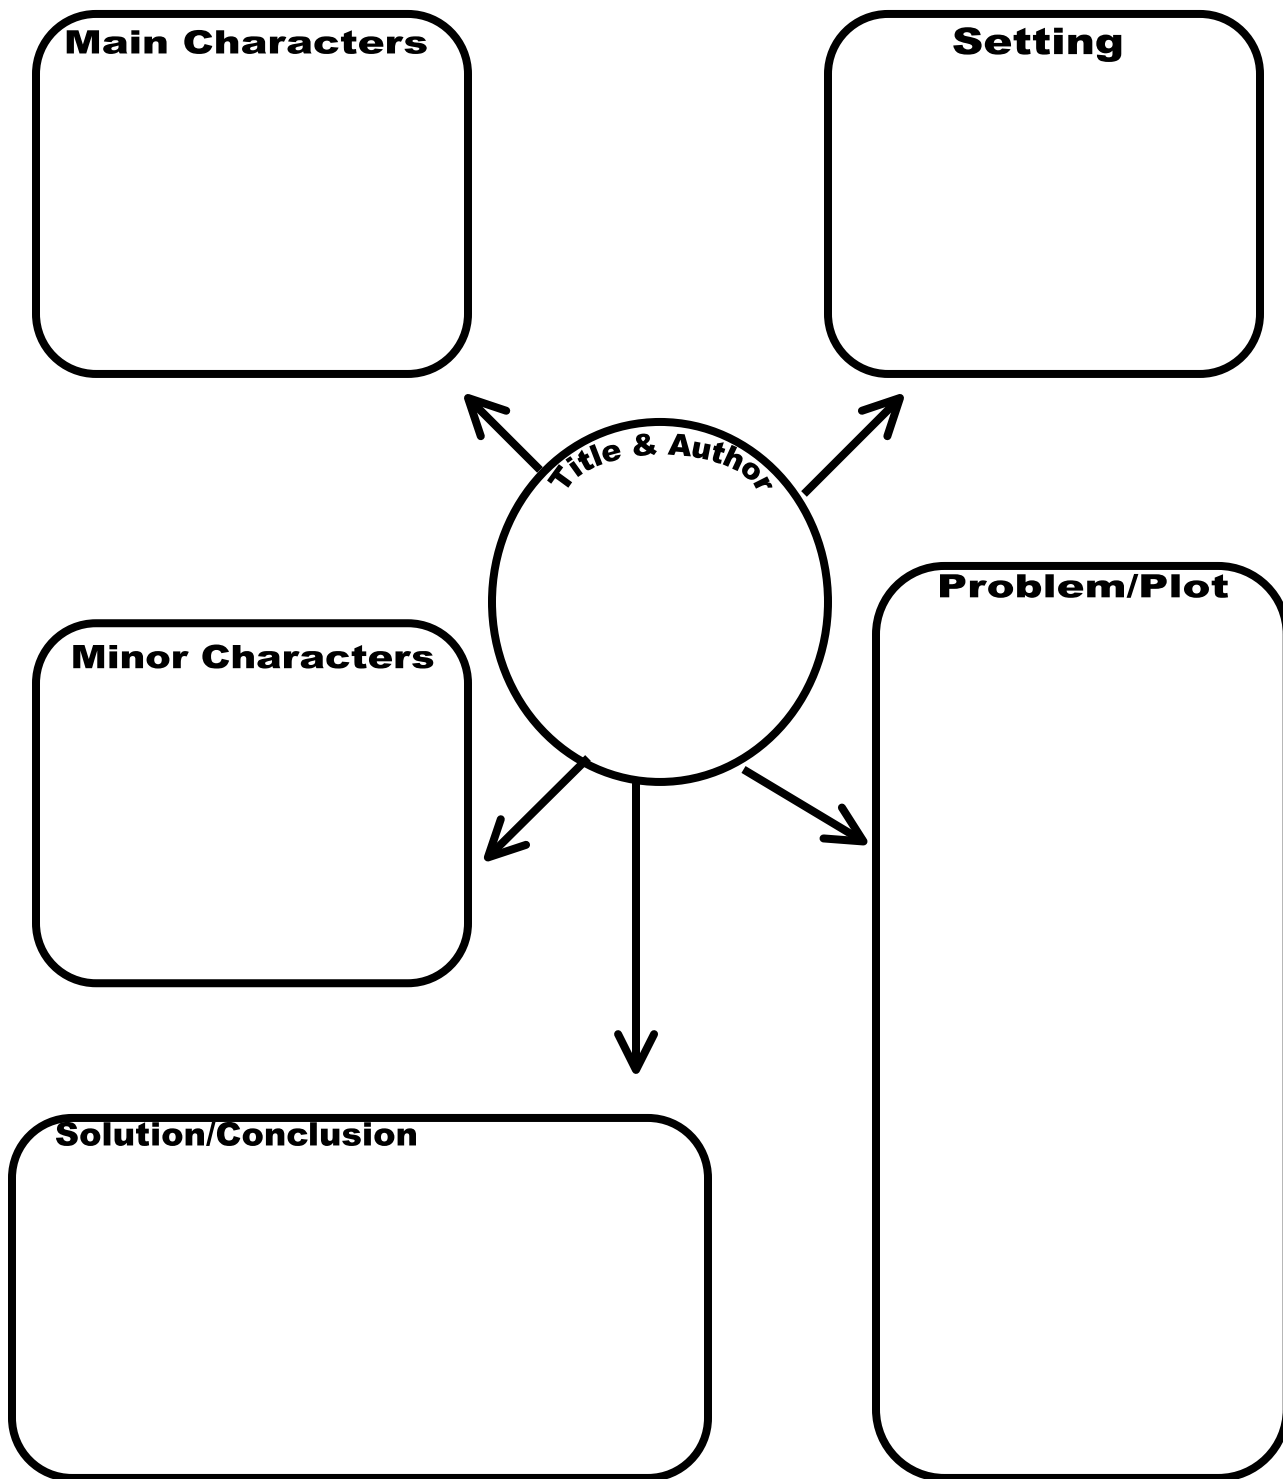 Main Characters
Setting
Title & Author
Problem/Plot
Minor Characters
Solution/Conclusion